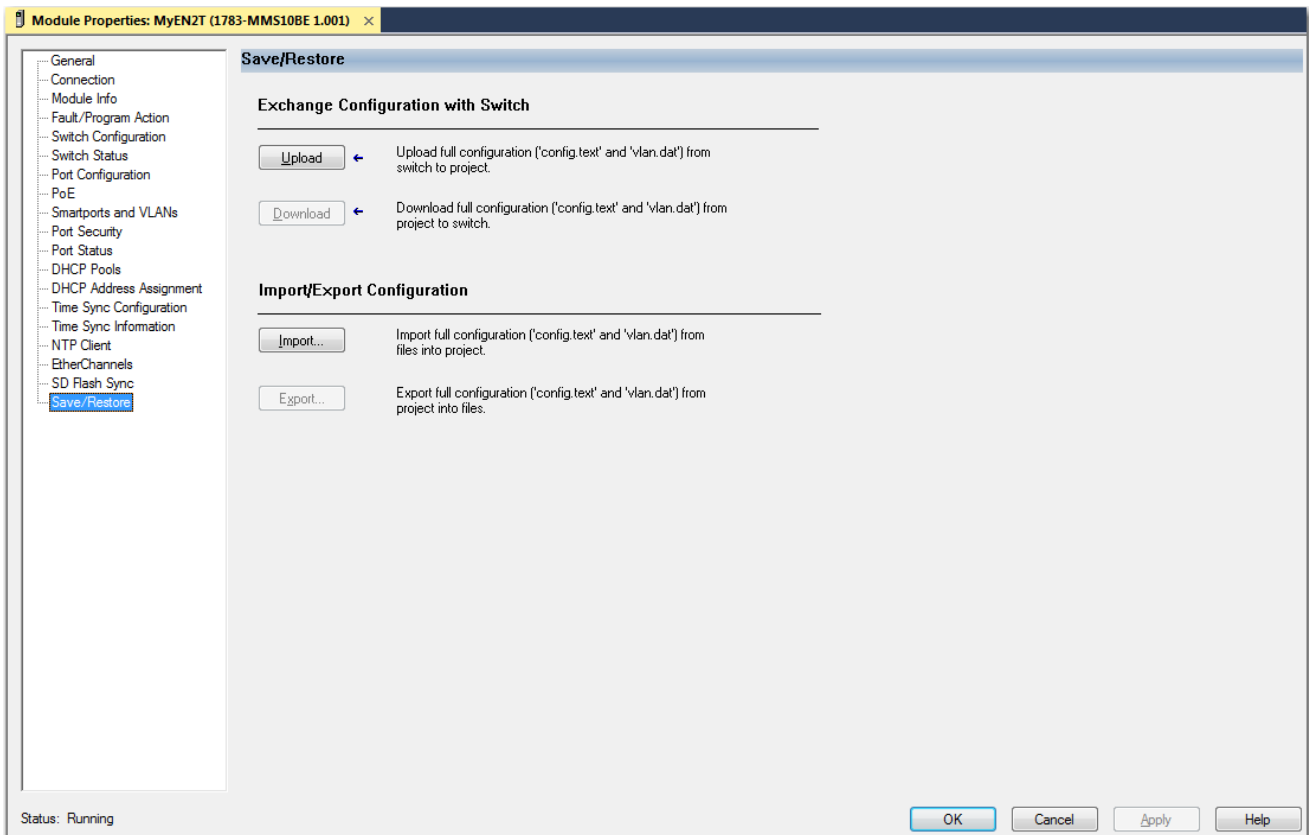 Module Properties: MyEN2T (1783-MMS10BE 1.001) ×
General
Connection
Module Info
Fault/Program Action
Switch Configuration
Switch Status
Port Configuration
PoE
Smartports and VLANs
Port Security
Port Status
DHCP Pools
DHCP Address Assignment
Time Sync Configuration
Time Sync Information
NTP Client
EtherChannels
SD Flash Sync
Save/Restore
Save/Restore
Exchange Configuration with Switch
Upload
Upload full configuration ('config.text' and 'vlan.dat') from
switch to project.
Download
Download full configuration ('config.text' and 'vlan.dat') from
project to switch.
Import/Export Configuration
Import...
Import full configuration ('config.text' and 'vlan.dat') from
files into project.
Export...
Export full configuration ('config.text' and 'vlan.dat') from
project into files.
Status: Running
OK
Cancel
Apply
Help